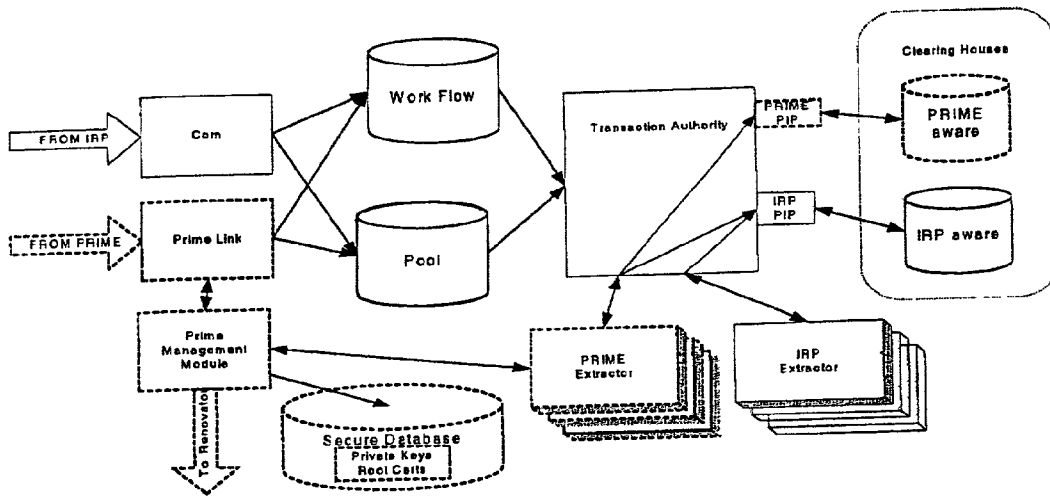 Clearing Houses
Work Flow
Com
Transaction Authority
PRIME
PIP
PRIME
aware
FROM IRP
IRP
PIP
Prime Link
FROM PRIME
Pool
IRP aware
Prime
Management
Module
PRIME
Extractor
IRP
Extractor
To Renovator
Secure Database
Private Keys
Root Certs